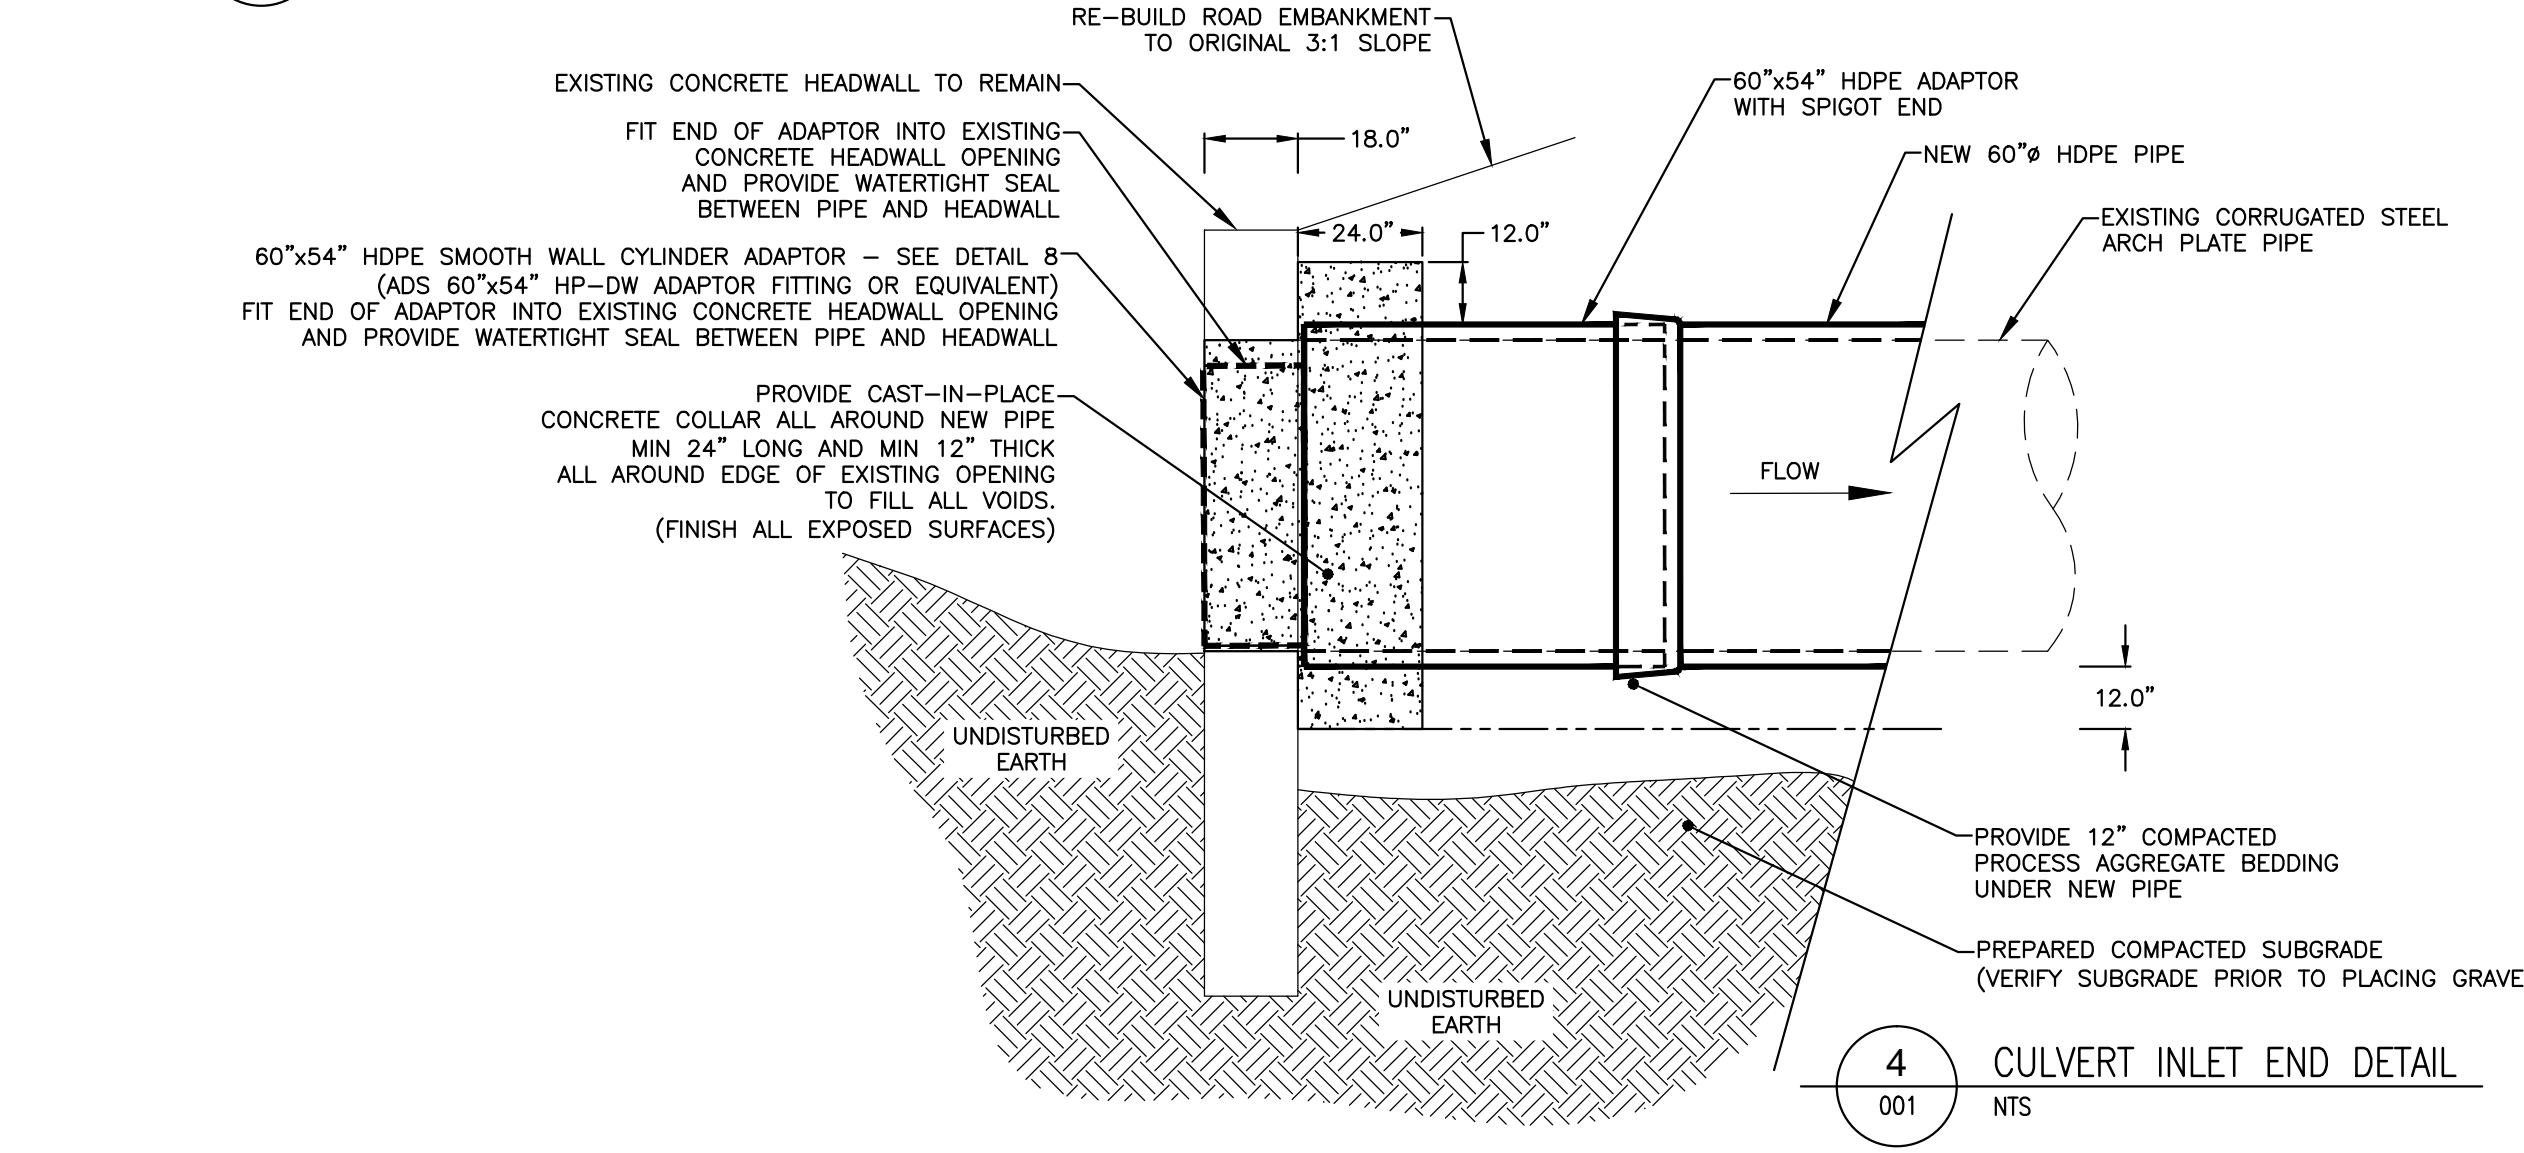 RE-BUILD ROAD EMBANKMENT
TO ORIGINAL 3:1 SLOPE
EXISTING CONCRETE HEADWALL TO REMAIN
FIT END OF ADAPTOR INTO EXISTING
CONCRETE HEADWALL OPENING
AND PROVIDE WATERTIGHT SEAL
BETWEEN PIPE AND HEADWALL
60"x54" HDPE SMOOTH WALL CYLINDER ADAPTOR - SEE DETAIL 8
(ADS 60"x54" HP-DW ADAPTOR FITTING OR EQUIVALENT)
FIT END OF ADAPTOR INTO EXISTING CONCRETE HEADWALL OPENING
AND PROVIDE WATERTIGHT SEAL BETWEEN PIPE AND HEADWALL
PROVIDE CAST-IN-PLACE
CONCRETE COLLAR ALL AROUND NEW PIPE
MIN 24" LONG AND MIN 12" THICK
ALL AROUND EDGE OF EXISTING OPENING
TO FILL ALL VOIDS.
(FINISH ALL EXPOSED SURFACES)
18.0"
24.0"
12.0"
60"x54" HDPE ADAPTOR
WITH SPIGOT END
NEW 60"ø HDPE PIPE
EXISTING CORRUGATED STEEL
ARCH PLATE PIPE
FLOW
12.0"
UNDISTURBED
EARTH
PROVIDE 12" COMPACTED
PROCESS AGGREGATE BEDDING
UNDER NEW PIPE
PREPARED COMPACTED SUBGRADE
(VERIFY SUBGRADE PRIOR TO PLACING GRAVE
UNDISTURBED
EARTH
4
001
CULVERT INLET END DETAIL
NTS